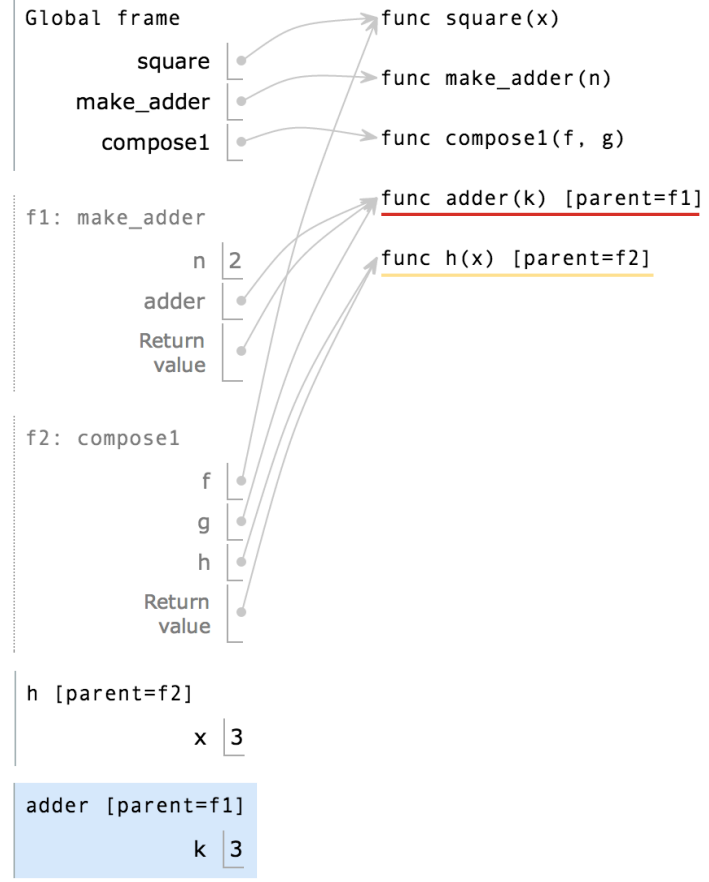 Global frame
func square(x)
square
func make_adder(n)
make_adder
func compose1(f, g)
compose1
func adder(k) [parent=f1]
f1: make_adder
func h(x) [parent=f2]
n 2
adder
Return
value
f2: compose1
f
g
h
Return
value
h [parent=f2]
x 3
adder [parent=f1]
k 3